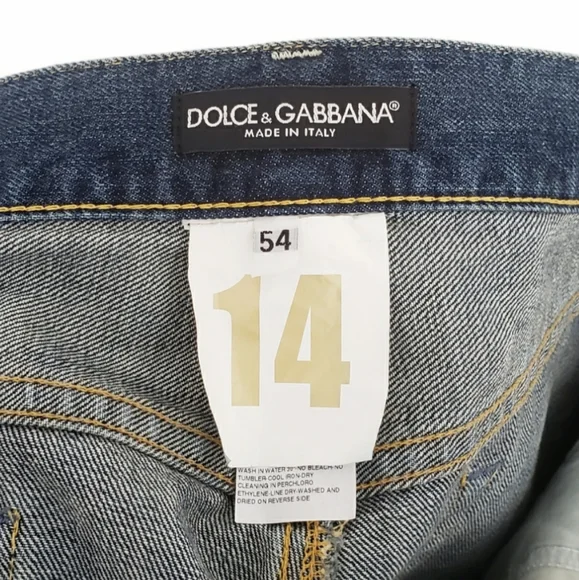 DOLCE & GABBANA®
MADE IN ITALY
54
14
WASH IN WATER 30°-NO BLEACH-NO
TUMBLER COOL IRON-DRY
CLEANING IN PERCHLORO
ETHYLENE-LINE DRY-WASHED AND
DRIED ON REVERSE SIDE